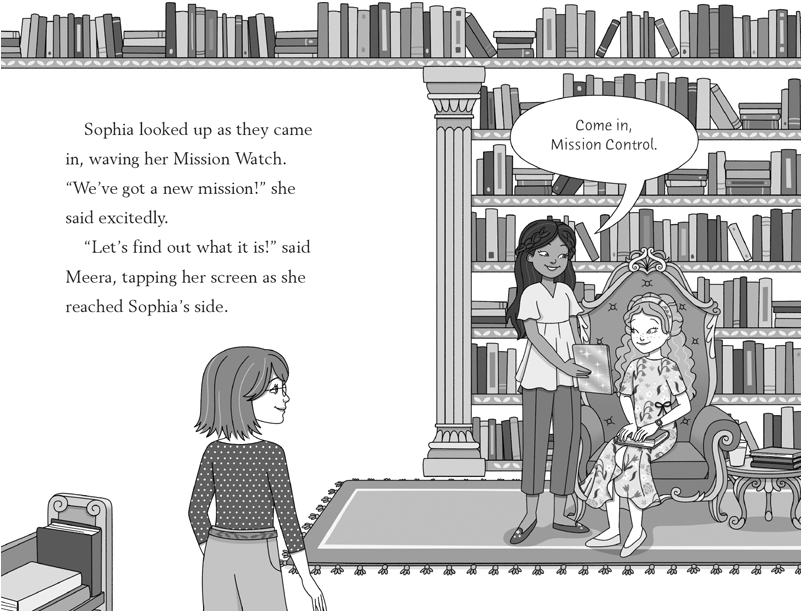 Sophia looked up as they came
in, waving her Mission Watch.
“We’ve got a new mission!” she
said excitedly.
“Let’s find out what it is!” said
Meera, tapping her screen as she
reached Sophia’s side.
Come in,
Mission Control.